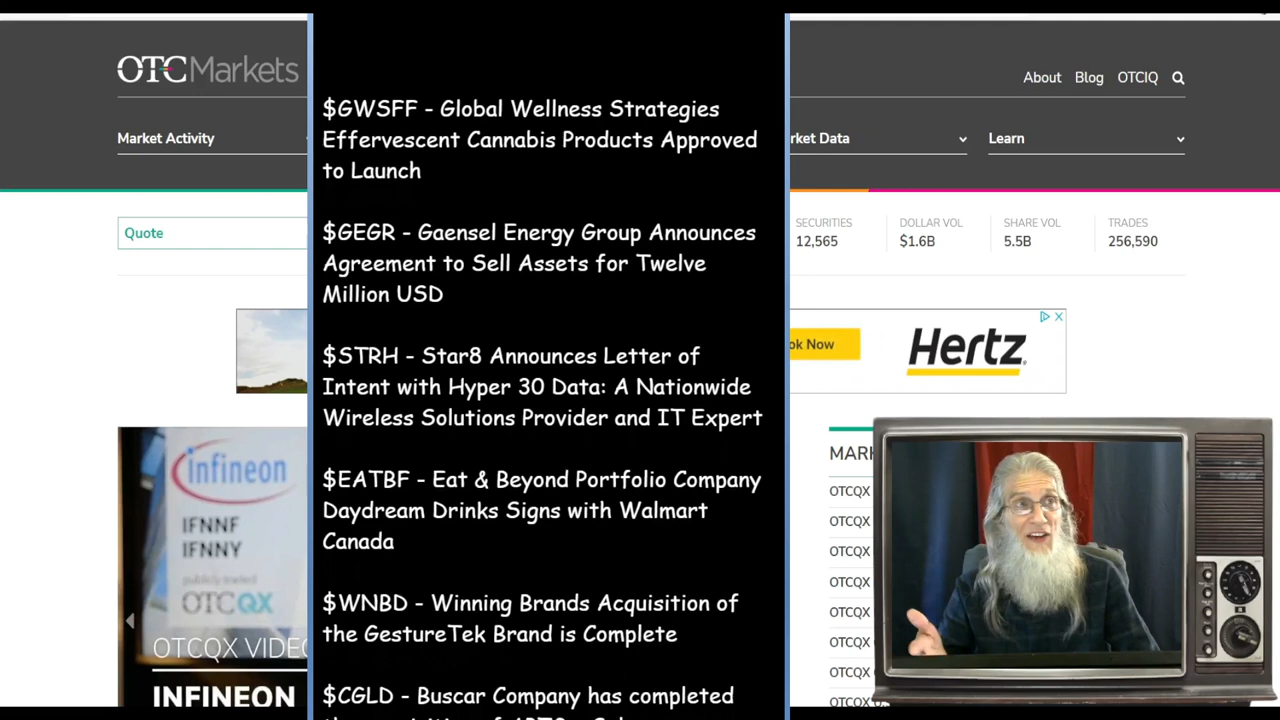 OTCMarkets
About
Blog
OTCIQ
Market Activity
rket Data
Learn
Quote
SECURITIES
12,565
DOLLAR VOL
$1.6B
SHARE VOL
5.5B
TRADES
256,590
$GWSFF - Global Wellness Strategies
Effervescent Cannabis Products Approved
to Launch
$GEGR - Gaensel Energy Group Announces
Agreement to Sell Assets for Twelve
Million USD
$STRH - Star8 Announces Letter of
Intent with Hyper 30 Data: A Nationwide
Wireless Solutions Provider and IT Expert
$EATBF - Eat & Beyond Portfolio Company
Daydream Drinks Signs with Walmart
Canada
$WNBD - Winning Brands Acquisition of
the GestureTek Brand is Complete
$CGLD - Buscar Company has completed
ok Now
Hertz
infineon
IFNNF
IFNNY
publicly traded
OTCQX
OTCQX VIDEO
INFINEON
MARK
OTCQX
OTCQX
OTCQX
OTCQX
OTCQX
OTCQX
OTCQX
OTCQX